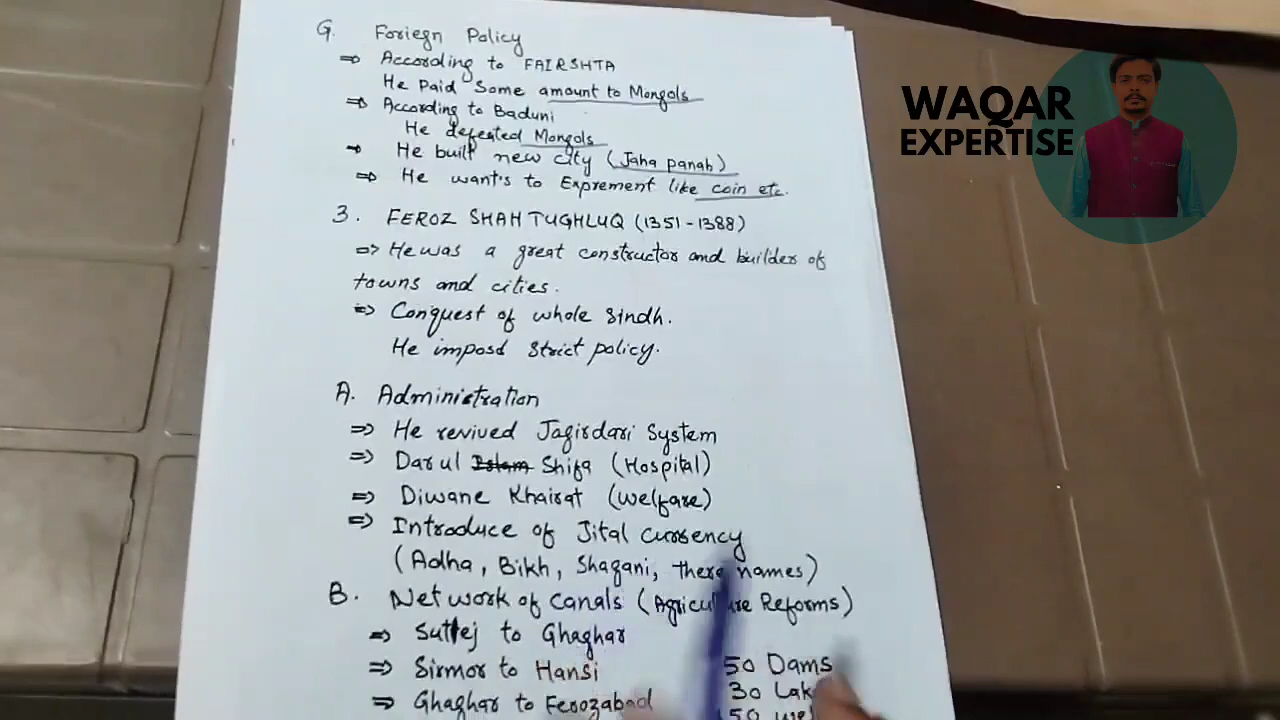 G. Foriegn Policy
⇒ According to FAIRSHTA
He Paid Some amount to Mongols
⇒ According to Baduni
He defeated Mongols
→ He built new city (Jaha panah)
⇒ He want's to Exprement like coin etc.
3. FEROZ SHAH TUGHLUQ (1351-1388)
⇒ He was a great constructor and builder of
towns and cities.
⇒ Conquest of whole Sindh.
He imposd Strict policy.
A. Administration
⇒ He revived Jagirdari System
⇒ Darul Islam Shifa (Hospital)
⇒ Diwane Khairat (welfare)
⇒ Introduce of Jital currency
(Adha, Bikh, Shagani, there names)
B. Network of canals (Agriculture Reforms)
⇒ Sutlej to Ghaghar
⇒ Sirmor to Hansi 50 Dams
⇒ Ghaghar to Ferozabad 30
50
WAQAR
EXPERTISE